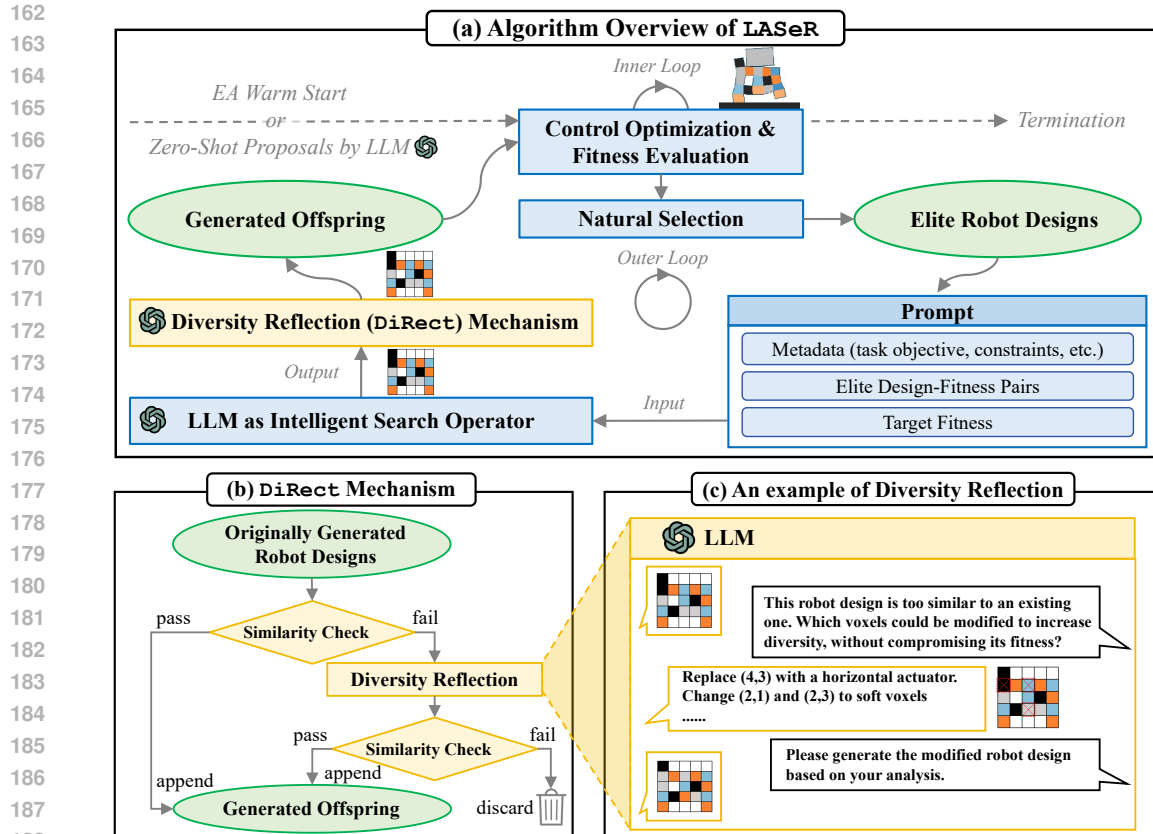 162
163
164
165
166
167
168
169
170
171
172
173
174
175
176
177
178
179
180
181
182
183
184
185
186
187
(a) Algorithm Overview of LASeR
Inner Loop
EA Warm Start
or
Zero-Shot Proposals by LLM
Control Optimization &
Fitness Evaluation
Termination
Generated Offspring
Natural Selection
Elite Robot Designs
Outer Loop
Diversity Reflection (DiRect) Mechanism
Prompt
Metadata (task objective, constraints, etc.)
Elite Design-Fitness Pairs
Target Fitness
Output
Input
LLM as Intelligent Search Operator
(b) DiRect Mechanism
Originally Generated
Robot Designs
pass
Similarity Check
fail
Diversity Reflection
pass
Similarity Check
fail
append
append
Generated Offspring
discard
(c) An example of Diversity Reflection
LLM
This robot design is too similar to an existing
one. Which voxels could be modified to increase
diversity, without compromising its fitness?
Replace (4,3) with a horizontal actuator.
Change (2,1) and (2,3) to soft voxels
......
Please generate the modified robot design
based on your analysis.